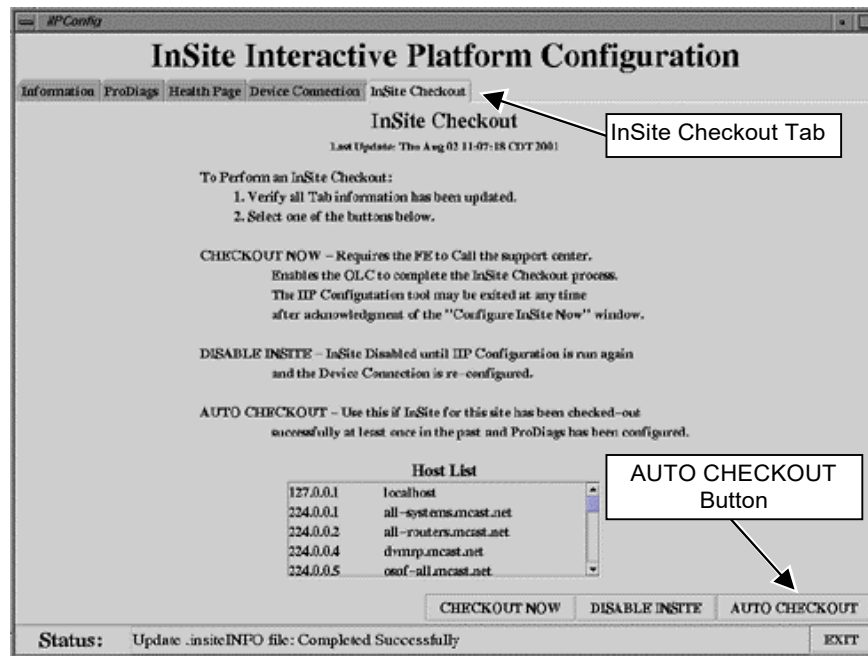 iIPConfig
InSite Interactive Platform Configuration
Information ProDiags Health Page Device Connection InSite Checkout
InSite Checkout Tab
InSite Checkout
Last Update: Thu Aug 02 11:07:18 CDT 2001
To Perform an InSite Checkout:
1. Verify all Tab information has been updated.
2. Select one of the buttons below.
CHECKOUT NOW – Requires the FE to Call the support center.
Enables the OLC to complete the InSite Checkout process.
The IIP Configutation tool may be exited at any time
after acknowledgment of the "Configure InSite Now" window.
DISABLE INSITE – InSite Disabled until IIP Configuration is run again
and the Device Connection is re-configured.
AUTO CHECKOUT – Use this if InSite for this site has been checked-out
successfully at least once in the past and ProDiags has been configured.
Host List
127.0.0.1 localhost
224.0.0.1 all-systems.mcast.net
224.0.0.2 all-routers.mcast.net
224.0.0.4 dvmrp.mcast.net
224.0.0.5 ospf-all.mcast.net
AUTO CHECKOUT
Button
CHECKOUT NOW DISABLE INSITE AUTO CHECKOUT
Status: Update .insiteINFO file: Completed Successfully EXIT